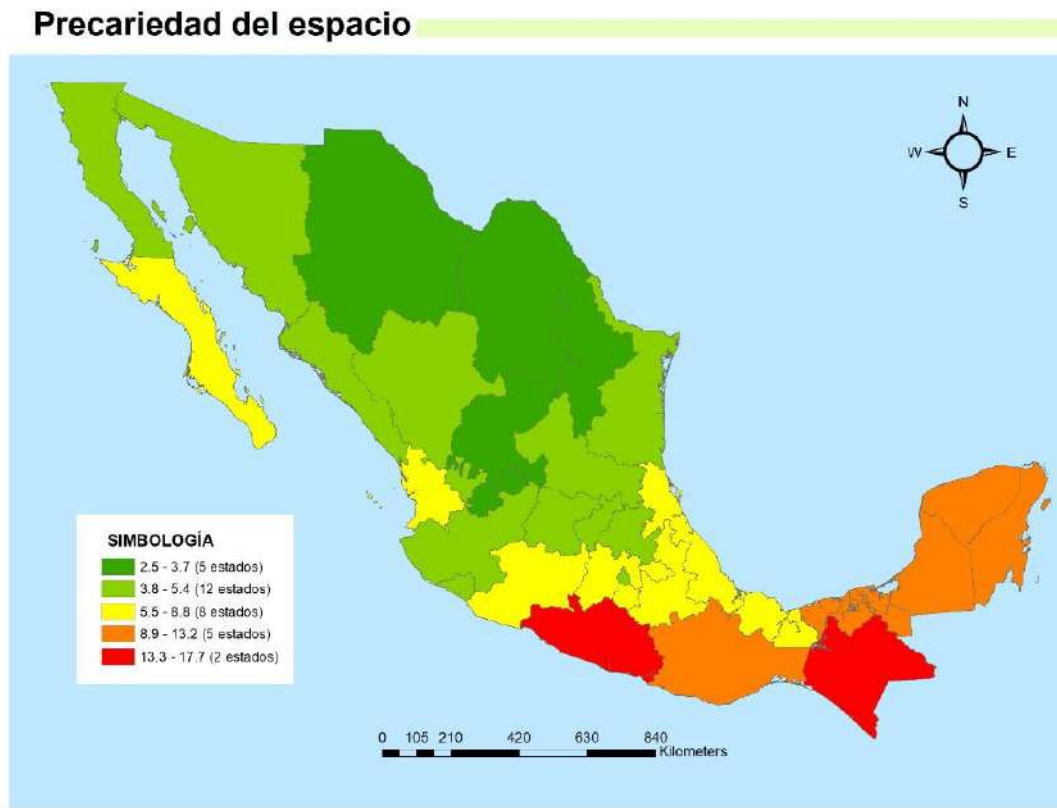 Precariedad del espacio
N
W E
S
SIMBOLOGÍA
2.5 - 3.7 (5 estados)
3.8 - 5.4 (12 estados)
5.5 - 8.8 (8 estados)
8.9 - 13.2 (5 estados)
13.3 - 17.7 (2 estados)
0 105 210 420 630 840
Kilometers